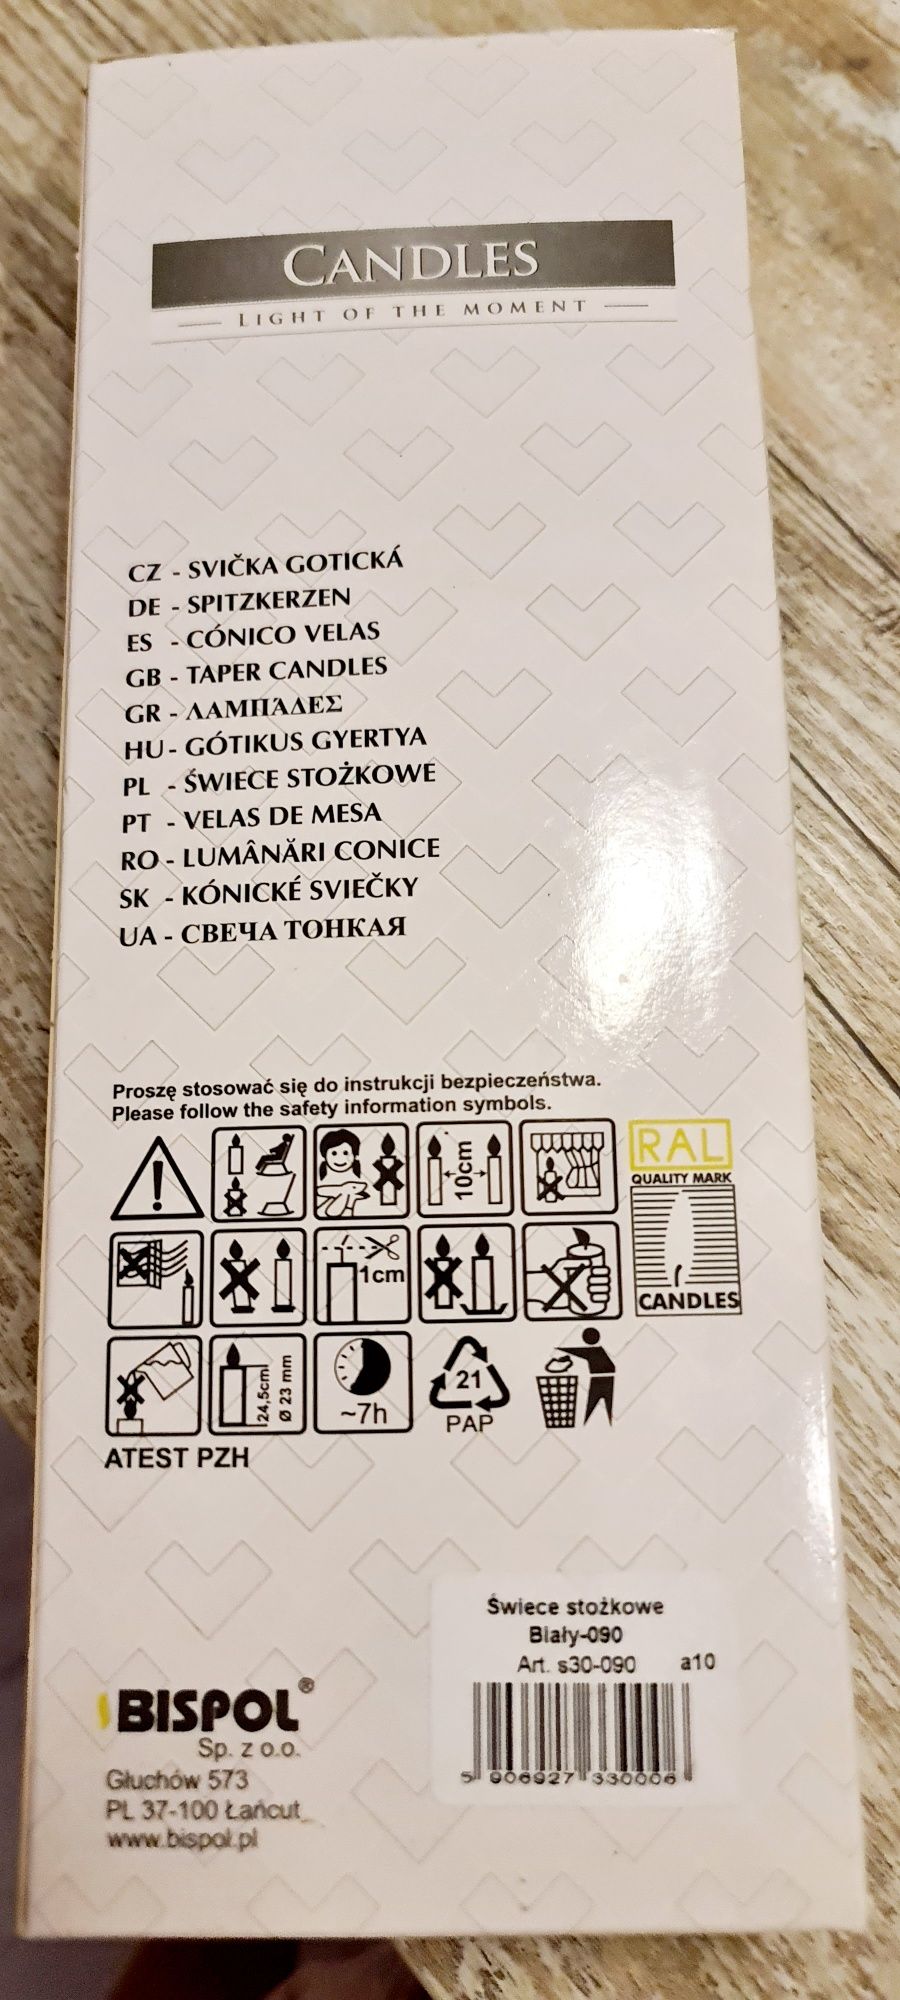 CANDLES
LIGHT OF THE MOMENT
CZ - SVIČKA GOTICKÁ
DE - SPITZKERZEN
ES - CÓNICO VELAS
GB - TAPER CANDLES
GR - ΛΑΜΠΆΔΕΣ
HU - GÓTIKUS GYERTYA
PL - ŚWIECE STOŻKOWE
PT - VELAS DE MESA
RO - LUMÂNĂRI CONICE
SK - KÓNICKÉ SVIEČKY
UA - СВЕЧА ТОНКАЯ
Proszę stosować się do instrukcji bezpieczeństwa.
Please follow the safety information symbols.
10cm
RAL
QUALITY MARK
1cm
CANDLES
24,5cm
Ø 23 mm
~7h
21
PAP
ATEST PZH
Świece stożkowe
Biały-090
Art. s30-090 a10
5 906927 330006
BISPOL®
Sp. z o.o.
Głuchów 573
PL 37-100 Łańcut
www.bispol.pl